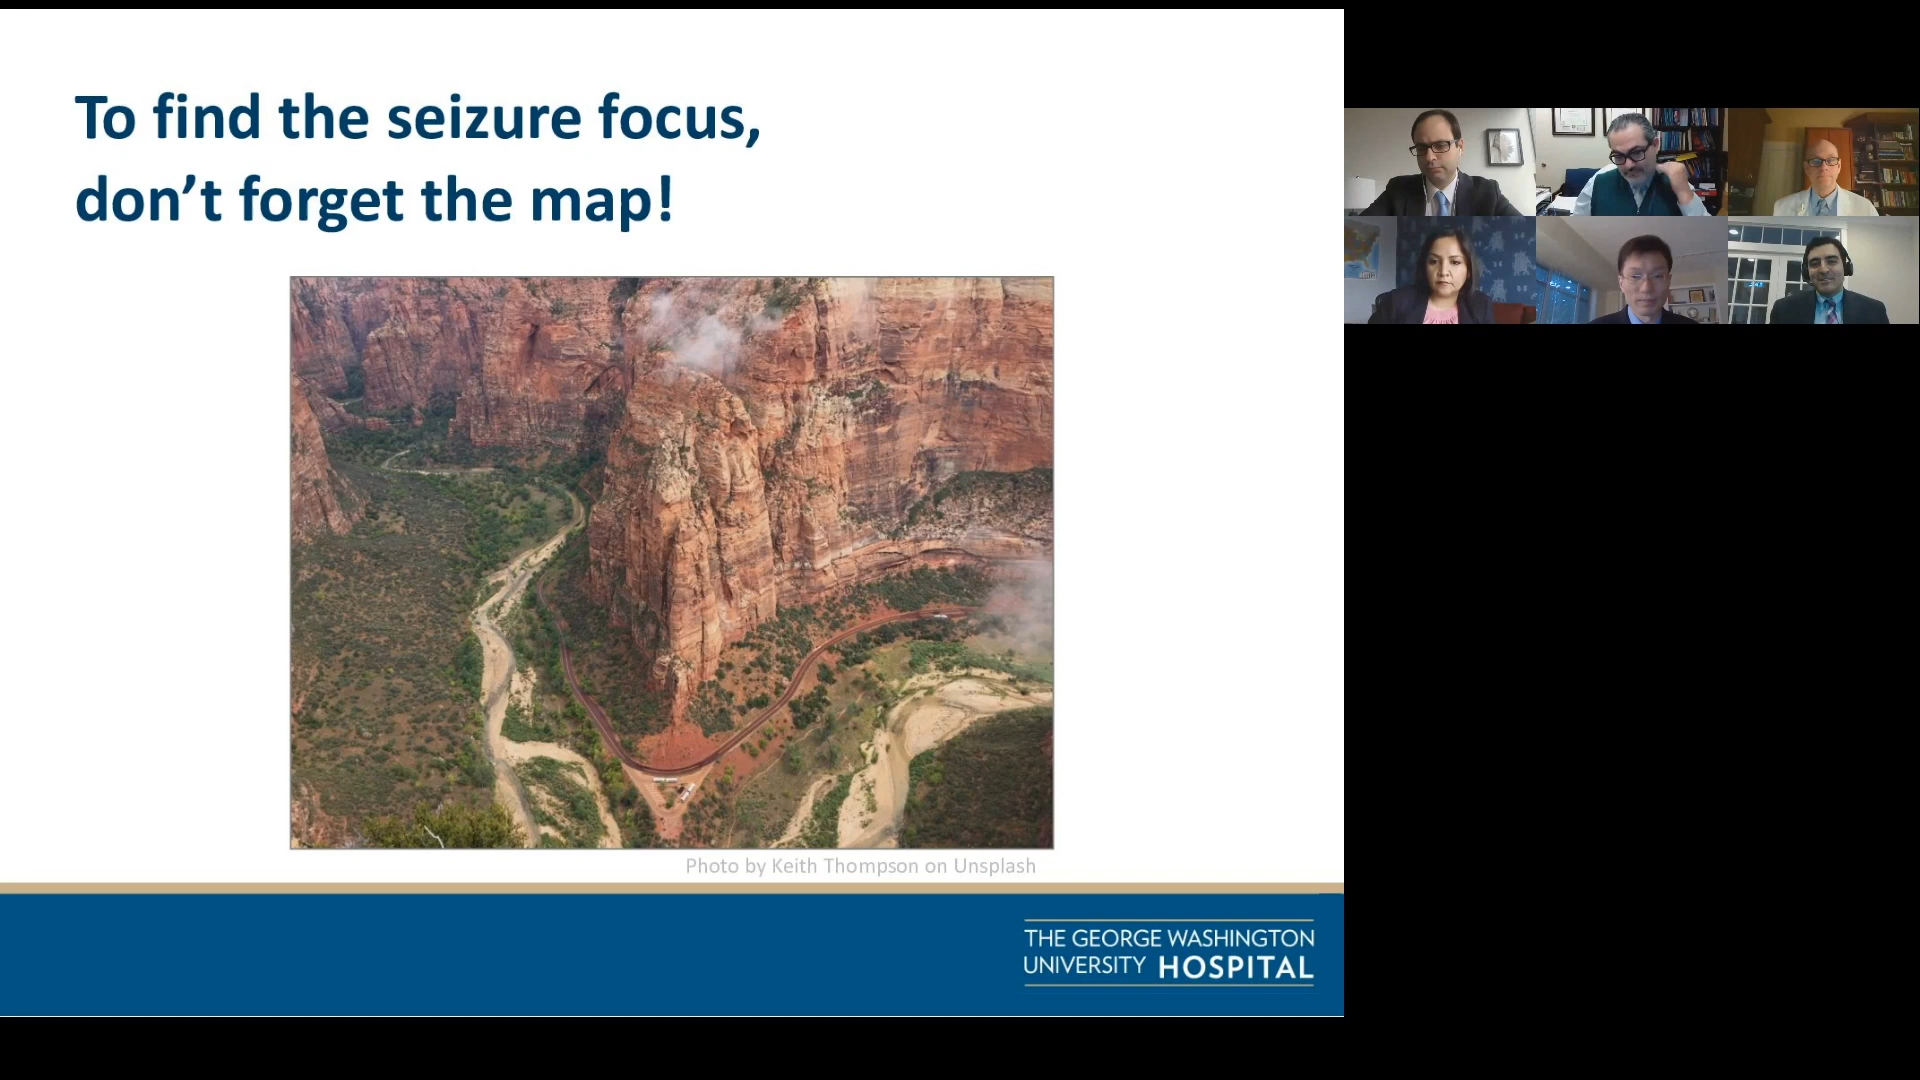 To find the seizure focus,
don’t forget the map!
Photo by Keith Thompson on Unsplash
THE GEORGE WASHINGTON
UNIVERSITY HOSPITAL